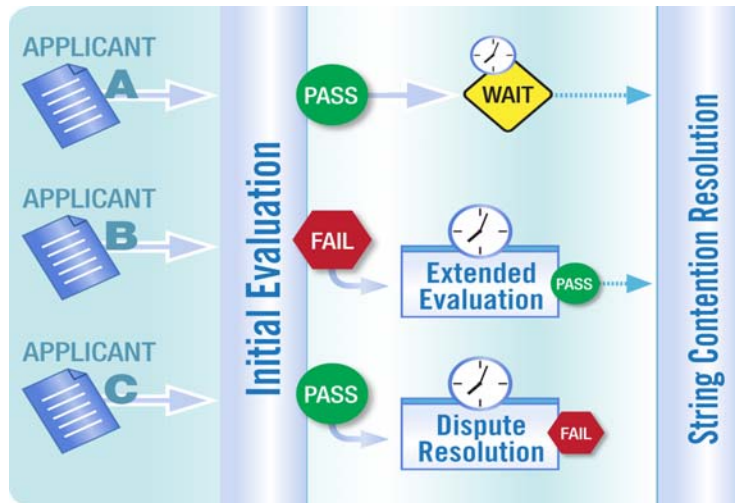 APPLICANT
A
PASS
WAIT
APPLICANT
B
FAIL
Extended
Evaluation
PASS
APPLICANT
C
PASS
Dispute
Resolution
FAIL
Initial Evaluation
String Contention Resolution